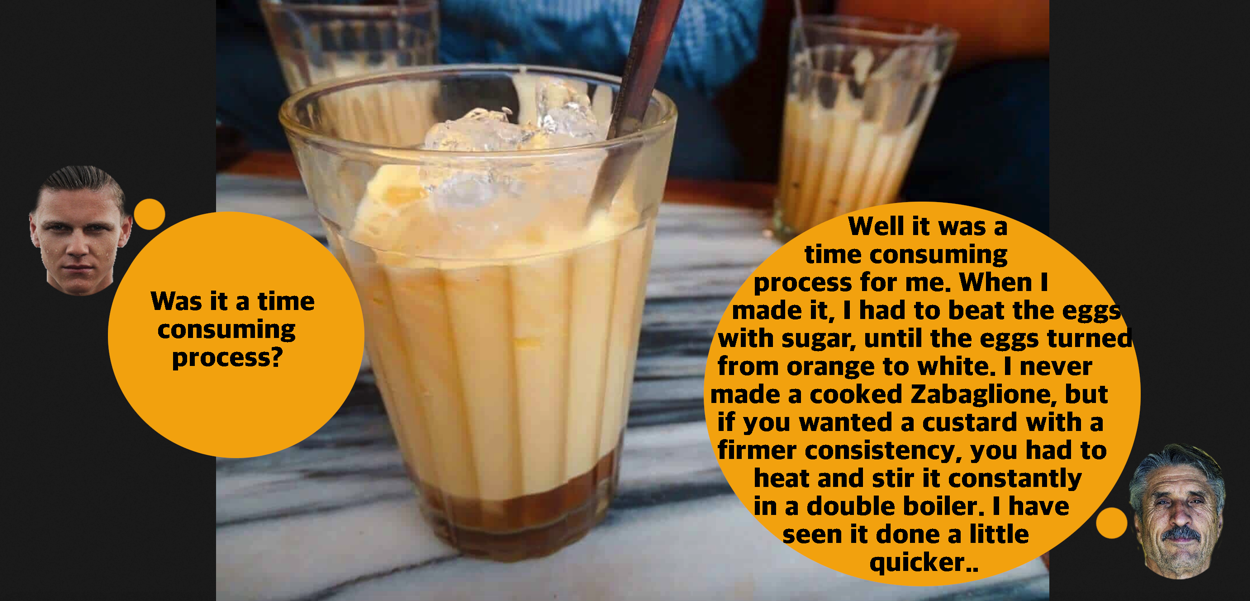 Was it a time
consuming
process?
Well it was a
time consuming
process for me. When I
made it, I had to beat the eggs
with sugar, until the eggs turned
from orange to white. I never
made a cooked Zabaglione, but
if you wanted a custard with a
firmer consistency, you had to
heat and stir it constantly
in a double boiler. I have
seen it done a little
quicker..